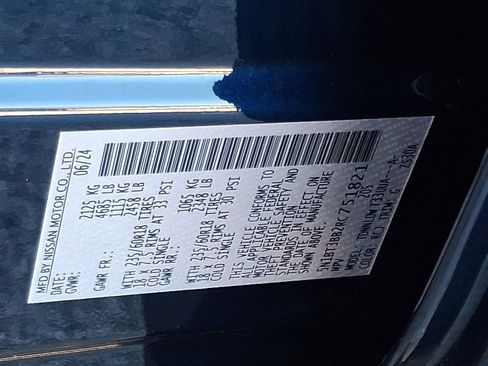 MFD BY NISSAN MOTOR CO., LTD.
DATE: 06/24
GVWR: 2125 KG
4685 LB
GAWR FR: 1115 KG
2458 LB
WITH 235/60R18 TIRES
18 X 7.5 RIMS AT 33 PSI
COLD SINGLE
GAWR RR: 1065 KG
2348 LB
WITH 235/60R18 TIRES
18 X 7.5 RIMS AT 30 PSI
COLD SINGLE
THIS VEHICLE CONFORMS TO
ALL APPLICABLE FEDERAL
MOTOR VEHICLE SAFETY AND
THEFT PREVENTION
STANDARDS IN EFFECT ON
THE DATE OF MANUFACTURE
SHOWN ABOVE.
MPV
MODEL
COLOR
TRIM: G